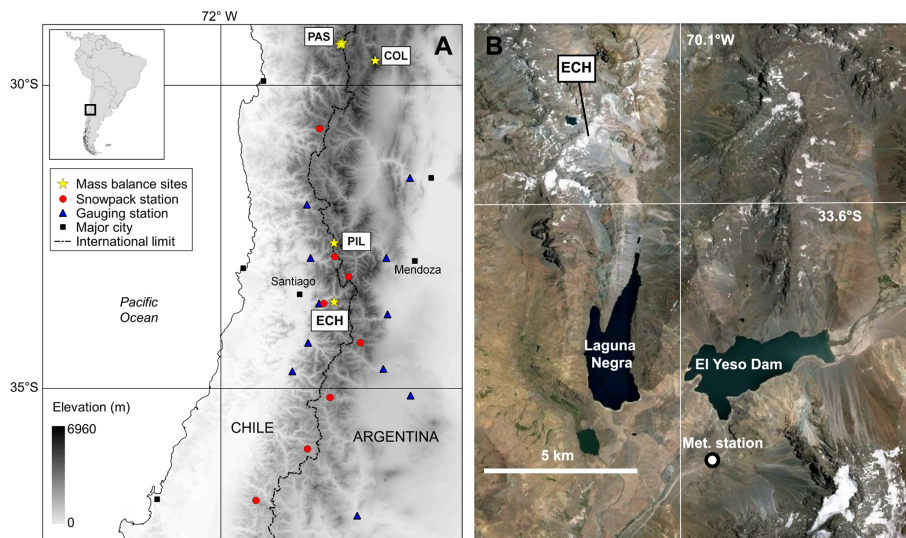 72° W
A
PAS
COL
30°S
Mass balance sites
Snowpack station
Gauging station
Major city
International limit
PIL
Santiago
Mendoza
Pacific
Ocean
ECH
35°S
Elevation (m)
6960
0
CHILE
ARGENTINA
B
70.1°W
ECH
33.6°S
Laguna
Negra
El Yeso Dam
Met. station
5 km